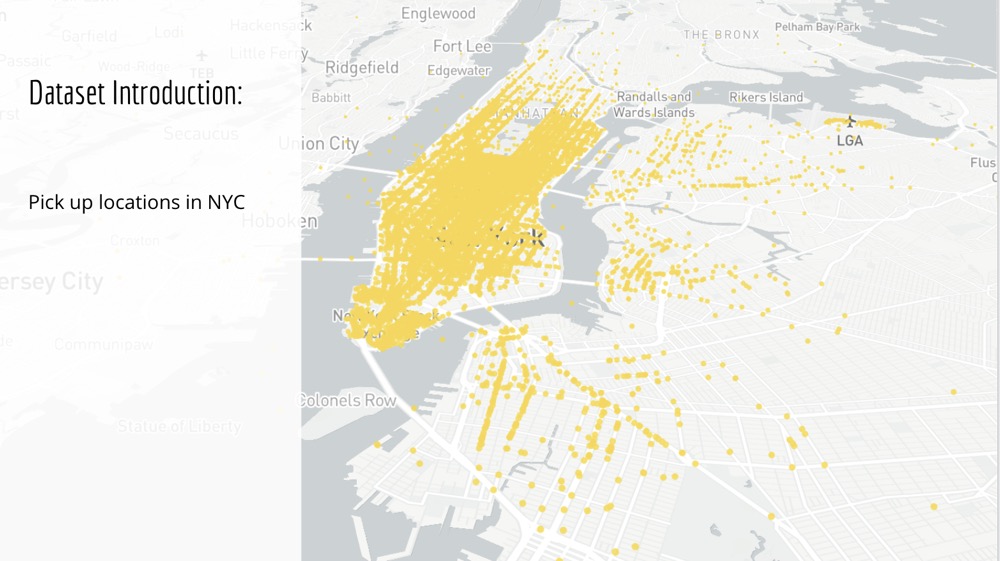 Dataset Introduction:
Pick up locations in NYC
Englewood
Hackensack
Garfield
Lodi
Fort Lee
Little Ferry
Passaic
Wood-Ridge
TEB
Ridgefield
Edgewater
Babbitt
Secaucus
Union City
Hoboken
Croxton
ersey City
Communipaw
Statue of Liberty
Colonels Row
THE BRONX
Pelham Bay Park
Randalls and
Wards Islands
Rikers Island
LGA
Flus